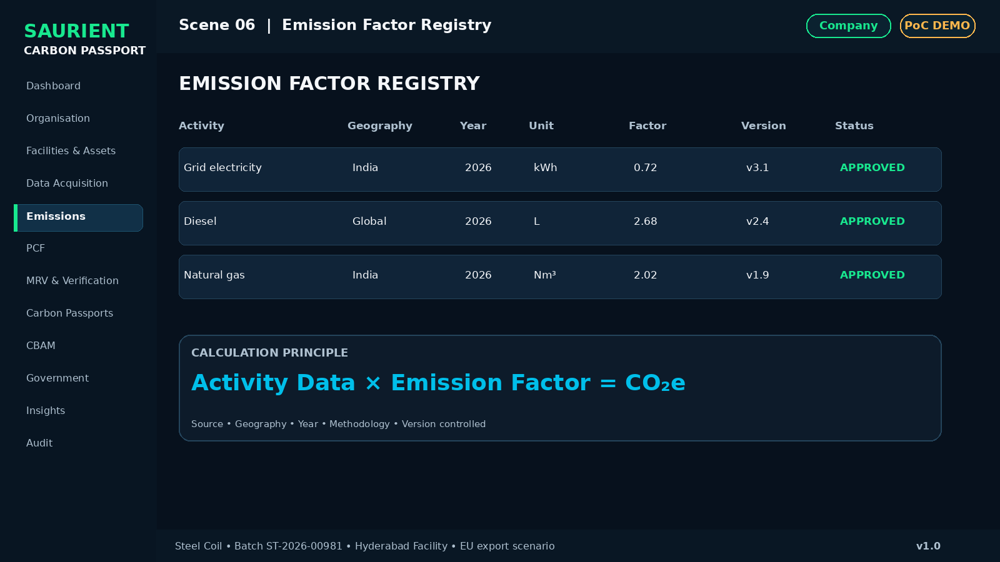 SAURIENT
CARBON PASSPORT
Dashboard
Organisation
Facilities & Assets
Data Acquisition
Emissions
PCF
MRV & Verification
Carbon Passports
CBAM
Government
Insights
Audit
Scene 06 | Emission Factor Registry
Company
PoC DEMO
EMISSION FACTOR REGISTRY
Activity Geography Year Unit Factor Version Status
Grid electricity India 2026 kWh 0.72 v3.1 APPROVED
Diesel Global 2026 L 2.68 v2.4 APPROVED
Natural gas India 2026 Nm³ 2.02 v1.9 APPROVED
CALCULATION PRINCIPLE
Activity Data × Emission Factor = CO₂e
Source • Geography • Year • Methodology • Version controlled
Steel Coil • Batch ST-2026-00981 • Hyderabad Facility • EU export scenario
v1.0